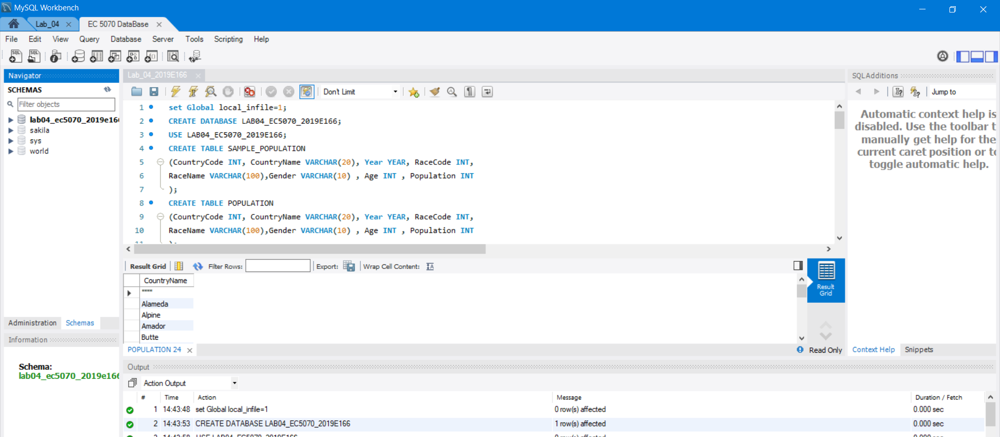 MySQL Workbench
Lab_04
EC 5070 DataBase
File Edit View Query Database Server Tools Scripting Help
Navigator
SCHEMAS
Filter objects
lab04_ec5070_2019e16
sakila
sys
world
Administration Schemas
Information
Schema:
lab04_ec5070_2019e166
Lab_04_2019E166
Don't Limit
1 set Global local_infile=1;
2 CREATE DATABASE LAB04_EC5070_2019E166;
3 USE LAB04_EC5070_2019E166;
4 CREATE TABLE SAMPLE_POPULATION
5 (CountryCode INT, CountryName VARCHAR(20), Year YEAR, RaceCode INT,
6 RaceName VARCHAR(100),Gender VARCHAR(10) , Age INT , Population INT
7 );
8 CREATE TABLE POPULATION
9 (CountryCode INT, CountryName VARCHAR(20), Year YEAR, RaceCode INT,
10 RaceName VARCHAR(100),Gender VARCHAR(10) , Age INT , Population INT
Result Grid Filter Rows: Export: Wrap Cell Content:
CountryName
Alameda
Alpine
Amador
Butte
Result
Grid
POPULATION 24
Read Only
SQLAdditions
Jump to
Automatic context help is
disabled. Use the toolbar t
manually get help for the
current caret position or to
toggle automatic help.
Context Help Snippets
Output
Action Output
# Time Action Message Duration / Fetch
1 14:43:48 set Global local_infile=1 0 row(s) affected 0.000 sec
2 14:43:53 CREATE DATABASE LAB04_EC5070_2019E166 1 row(s) affected 0.000 sec